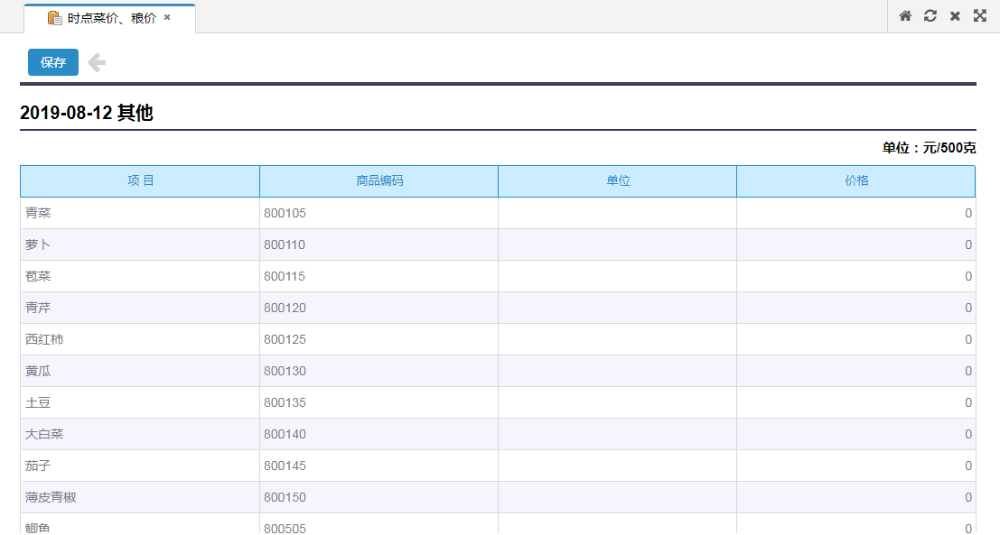 时点菜价、粮价 ×
保存
2019-08-12 其他
单位：元/500克
项 目 商品编码 单位 价格
青菜 800105 0
萝卜 800110 0
苞菜 800115 0
青芹 800120 0
西红柿 800125 0
黄瓜 800130 0
土豆 800135 0
大白菜 800140 0
茄子 800145 0
薄皮青椒 800150 0
鲫鱼 800505 0